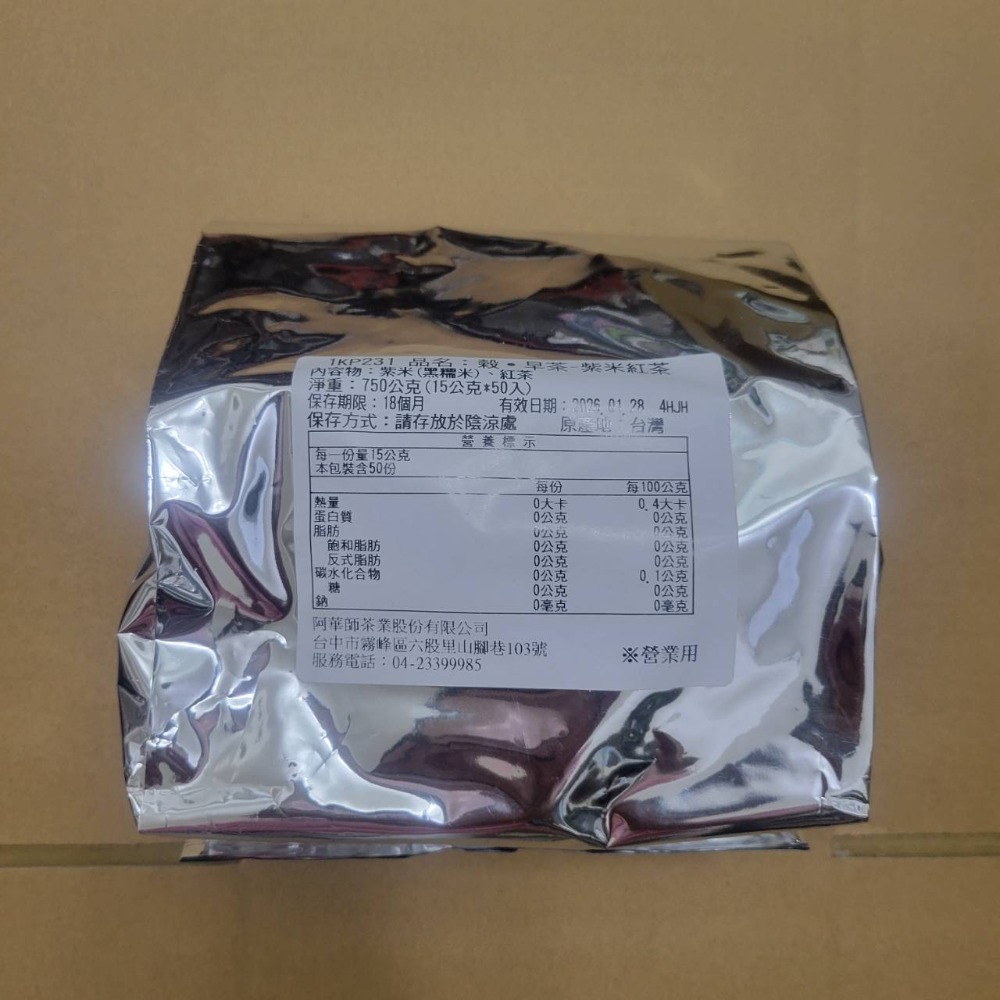 1KP231 品名：穀•早茶-紫米紅茶
內容物：紫米(黑糯米)、紅茶
淨重：750公克(15公克*50入)
保存期限：18個月 有效日期：2026.01.28 4HJH
保存方式：請存放於陰涼處 原產地：台灣
營養標示
每一份量15公克
本包裝含50份
每份 每100公克
熱量 0大卡 0.4大卡
蛋白質 0公克 0公克
脂肪 0公克 0公克
飽和脂肪 0公克 0公克
反式脂肪 0公克 0公克
碳水化合物 0公克 0.1公克
糖 0公克 0公克
鈉 0毫克 0毫克
阿華師茶業股份有限公司
台中市霧峰區六股里山腳巷103號
服務電話：04-23399985 ※營業用